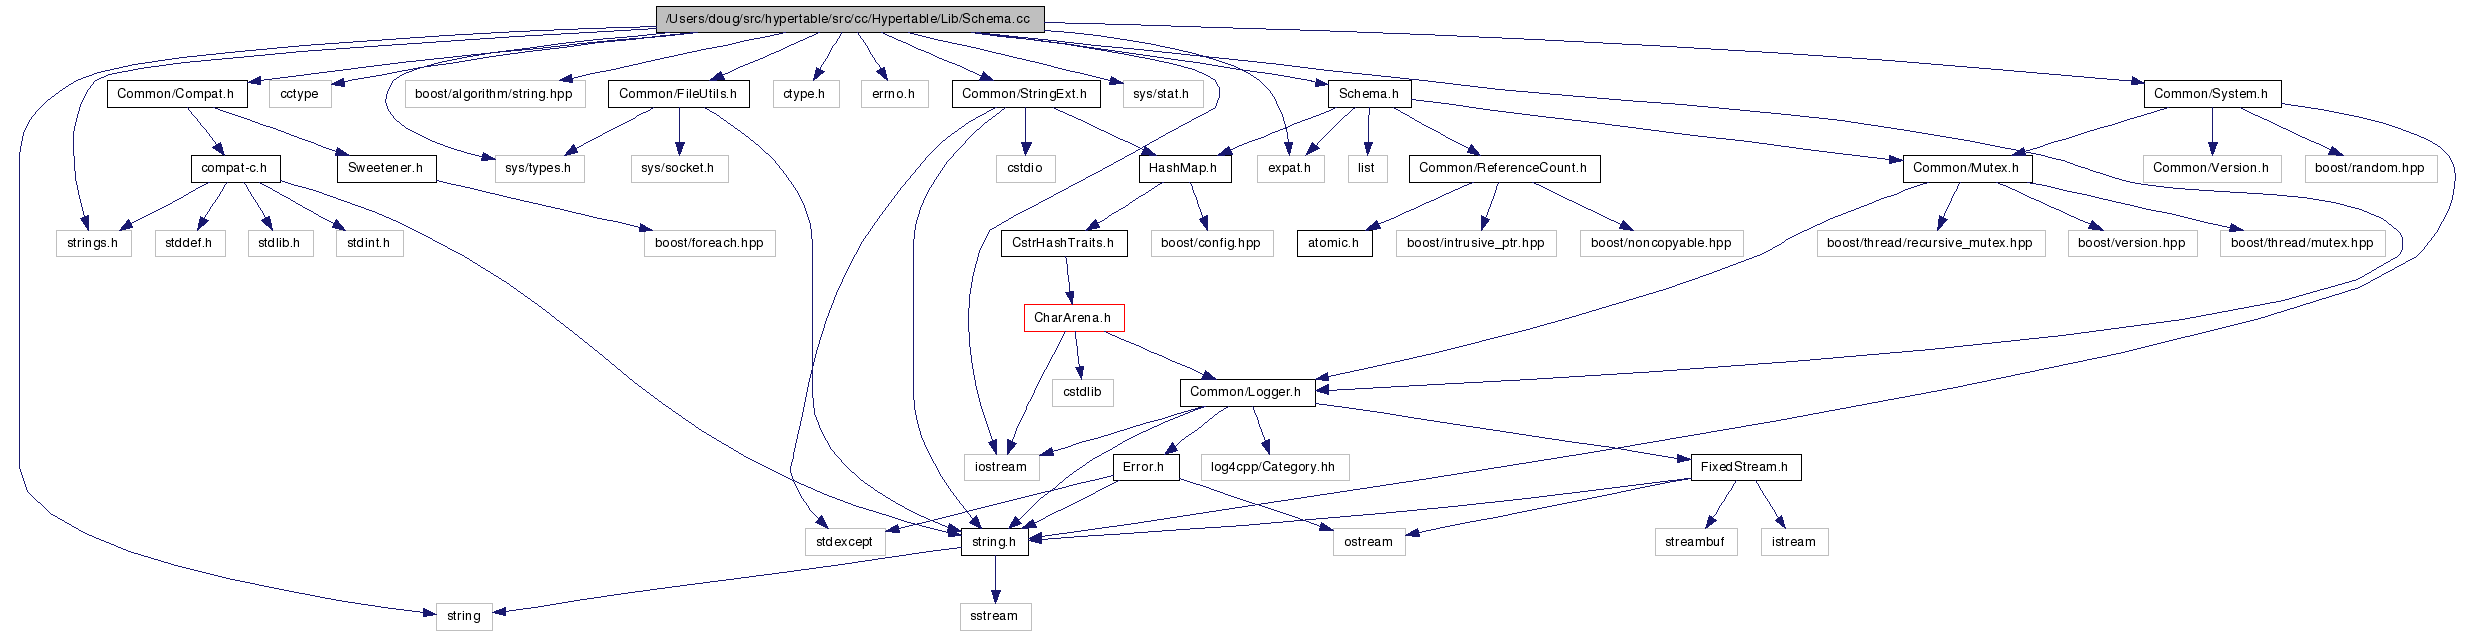 /Users/doug/src/hypertable/src/cc/Hypertable/Lib/Schema.cc
Common/Compat.h
cctype
boost/algorithm/string.hpp
Common/FileUtils.h
ctype.h
errno.h
Common/StringExt.h
sys/stat.h
Schema.h
Common/System.h
compat-c.h
Sweetener.h
sys/types.h
sys/socket.h
cstdio
HashMap.h
expat.h
list
Common/ReferenceCount.h
Common/Mutex.h
Common/Version.h
boost/random.hpp
strings.h
stddef.h
stdlib.h
stdint.h
boost/foreach.hpp
CstrHashTraits.h
boost/config.hpp
atomic.h
boost/intrusive_ptr.hpp
boost/noncopyable.hpp
boost/thread/recursive_mutex.hpp
boost/version.hpp
boost/thread/mutex.hpp
CharArena.h
cstdlib
Common/Logger.h
iostream
Error.h
log4cpp/Category.hh
FixedStream.h
stdexcept
string.h
ostream
streambuf
istream
string
sstream